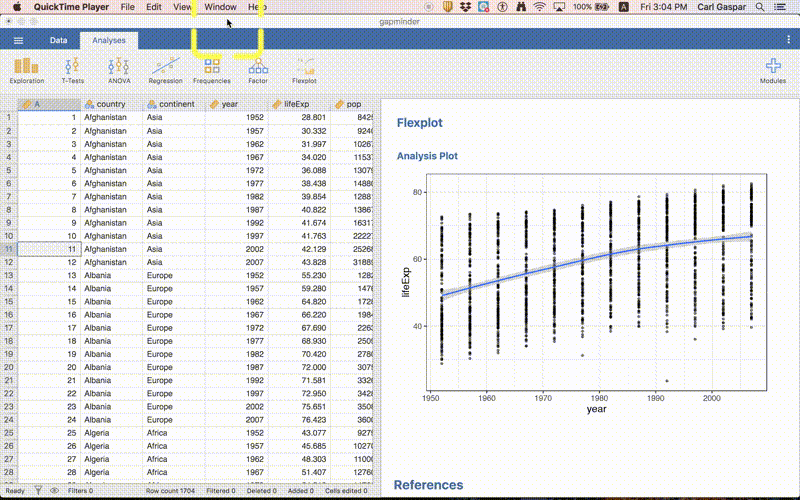 QuickTime Player File Edit View Window Help 100% A Fri 3:04 PM Carl Gaspar
gapminder
Data Analyses
Exploration T-Tests ANOVA Regression Frequencies Factor Flexplot Modules
A country continent year lifeExp pop
1 1 Afghanistan Asia 1952 28.801 8425
2 2 Afghanistan Asia 1957 30.332 9240
3 3 Afghanistan Asia 1962 31.997 10267
4 4 Afghanistan Asia 1967 34.020 11537
5 5 Afghanistan Asia 1972 36.088 13079
6 6 Afghanistan Asia 1977 38.438 14880
7 7 Afghanistan Asia 1982 39.854 12881
8 8 Afghanistan Asia 1987 40.822 13867
9 9 Afghanistan Asia 1992 41.674 16317
10 10 Afghanistan Asia 1997 41.763 22227
11 11 Afghanistan Asia 2002 42.129 25268
12 12 Afghanistan Asia 2007 43.828 31889
13 13 Albania Europe 1952 55.230 1282
14 14 Albania Europe 1957 59.280 1476
15 15 Albania Europe 1962 64.820 1728
16 16 Albania Europe 1967 66.220 1984
17 17 Albania Europe 1972 67.690 2263
18 18 Albania Europe 1977 68.930 2509
19 19 Albania Europe 1982 70.420 2780
20 20 Albania Europe 1987 72.000 3075
21 21 Albania Europe 1992 71.581 3326
22 22 Albania Europe 1997 72.950 3428
23 23 Albania Europe 2002 75.651 3508
24 24 Albania Europe 2007 76.423 3600
25 25 Algeria Africa 1952 43.077 9279
26 26 Algeria Africa 1957 45.685 10270
27 27 Algeria Africa 1962 48.303 11000
28 28 Algeria Africa 1967 51.407 12760
Ready Filters 0 Row count 1704 Filtered 0 Deleted 0 Added 0 Cells edited 0
Flexplot
Analysis Plot
80
60
40
lifeExp
1950 1960 1970 1980 1990 2000
year
References